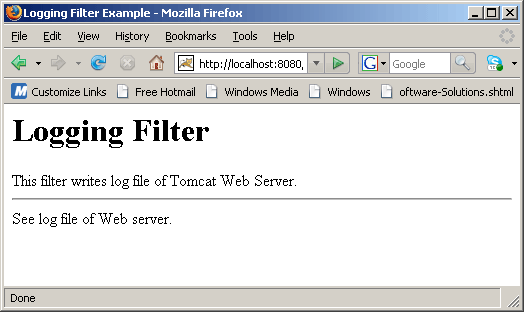 Logging Filter Example - Mozilla Firefox
File Edit View History Bookmarks Tools Help
http://localhost:8080, G Google
Customize Links Free Hotmail Windows Media Windows oftware-Solutions.shtml
Logging Filter
This filter writes log file of Tomcat Web Server.
See log file of Web server.
Done